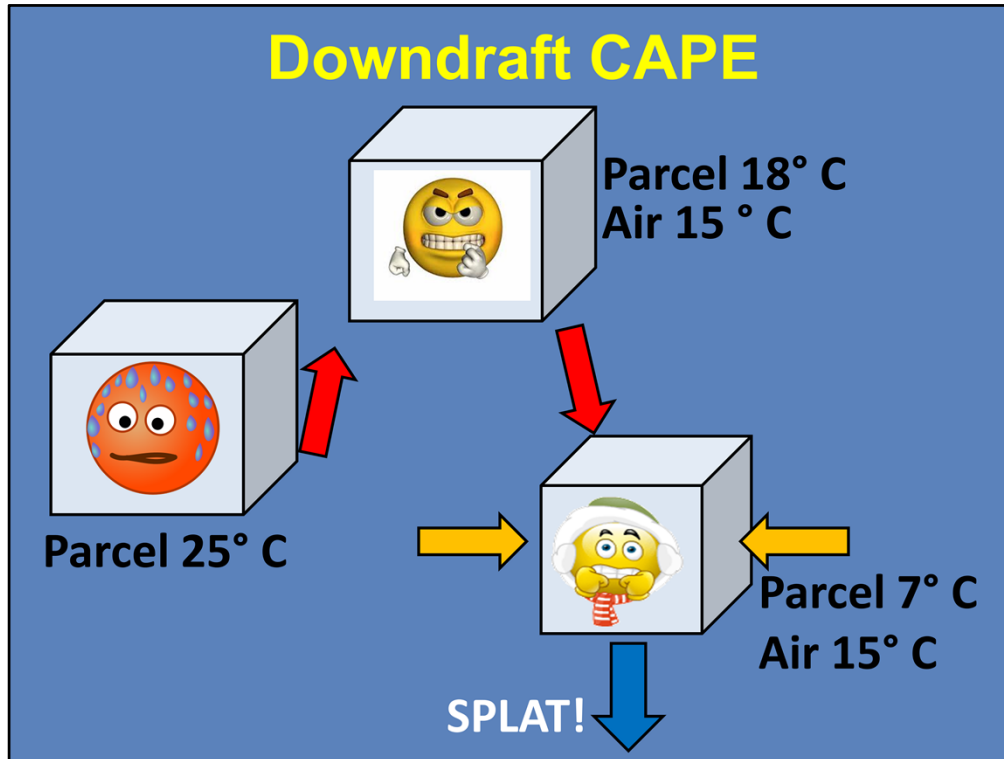 Downdraft CAPE
Parcel 18° C
Air 15 ° C
Parcel 25° C
Parcel 7° C
Air 15° C
SPLAT!